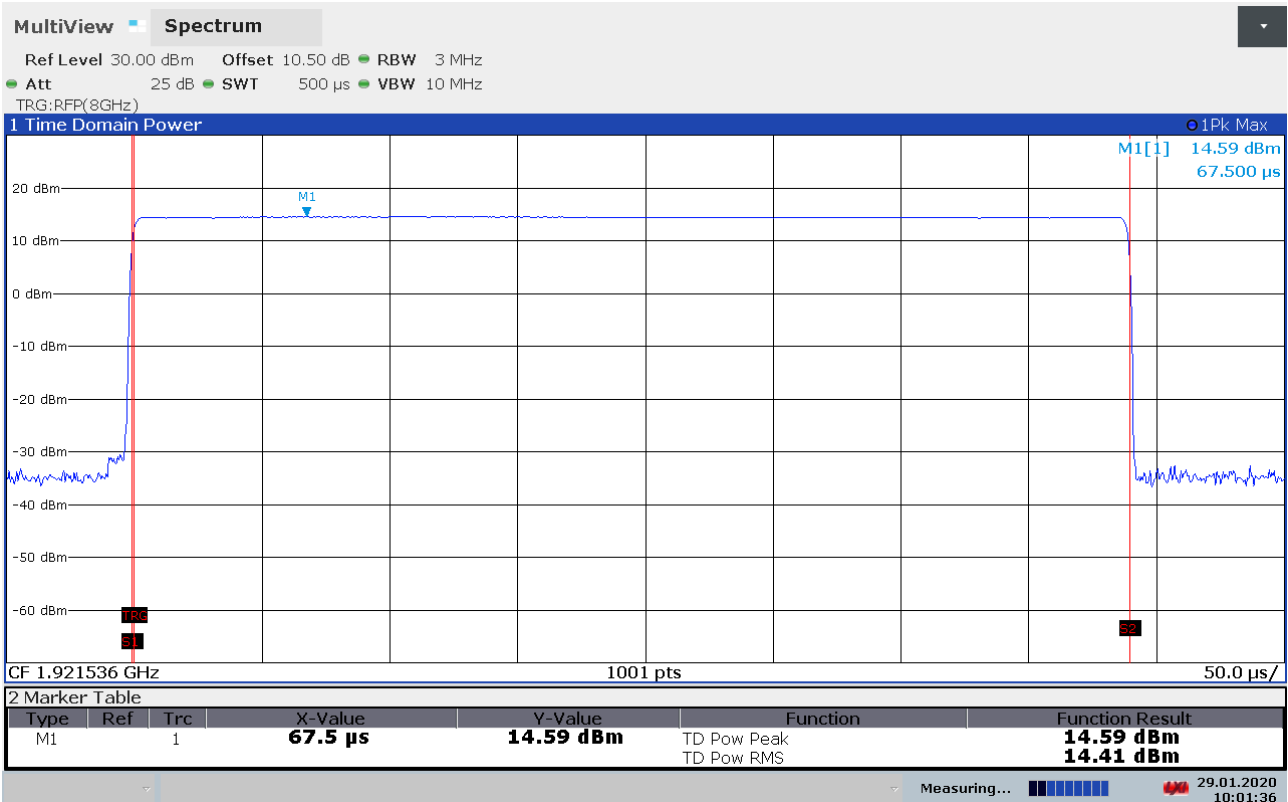 MultiView Spectrum
Ref Level 30.00 dBm Offset 10.50 dB RBW 3 MHz
Att 25 dB SWT 500 µs VBW 10 MHz
TRG:RFP(8GHz)
1 Time Domain Power 1Pk Max
M1[1] 14.59 dBm
67.500 µs
20 dBm
M1
10 dBm
0 dBm
-10 dBm
-20 dBm
-30 dBm
-40 dBm
-50 dBm
-60 dBm
TRG
S2
S1
CF 1.921536 GHz 1001 pts 50.0 µs/
2 Marker Table
Type Ref Trc X-Value Y-Value Function Function Result
M1 1 67.5 µs 14.59 dBm TD Pow Peak 14.59 dBm
TD Pow RMS 14.41 dBm
Measuring... 29.01.2020
10:01:36